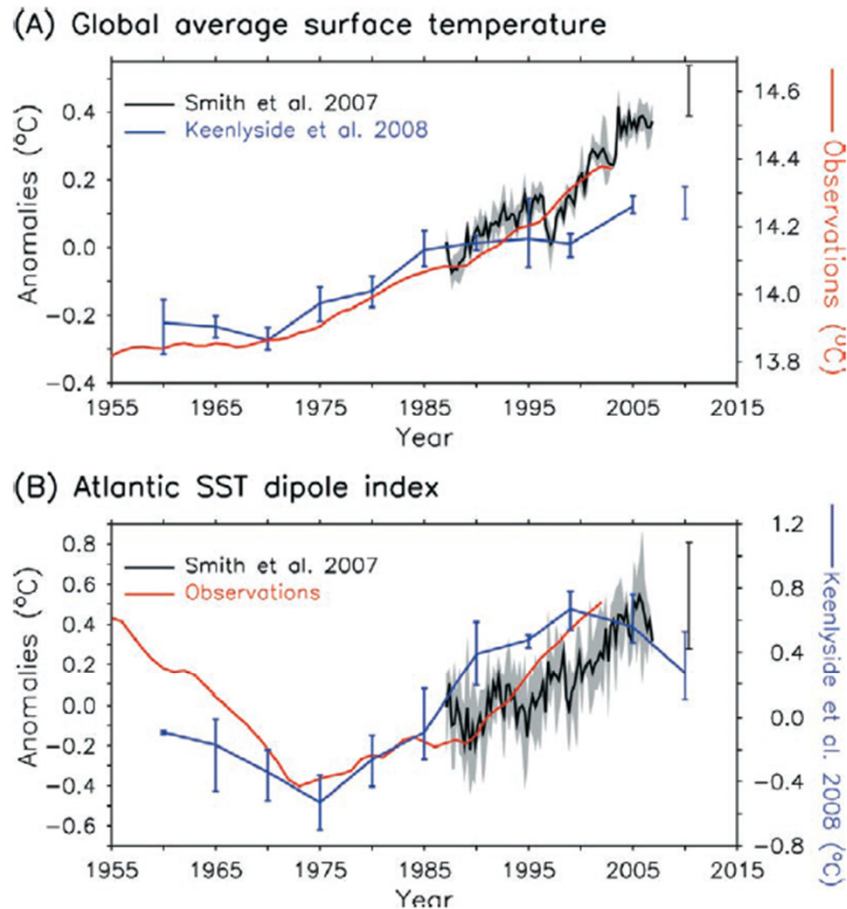 (A) Global average surface temperature
Smith et al. 2007
Keenlyside et al. 2008
Anomalies (°C)
0.4
0.2
0.0
−0.2
−0.4
14.6
14.4
14.2
14.0
13.8
Observations (°C)
1955 1965 1975 1985 1995 2005 2015
Year
(B) Atlantic SST dipole index
Smith et al. 2007
Observations
Anomalies (°C)
0.8
0.6
0.4
0.2
0.0
−0.2
−0.4
−0.6
1.2
0.8
0.4
0.0
−0.4
−0.8
Keenlyside et al. 2008 (°C)
1955 1965 1975 1985 1995 2005 2015
Year